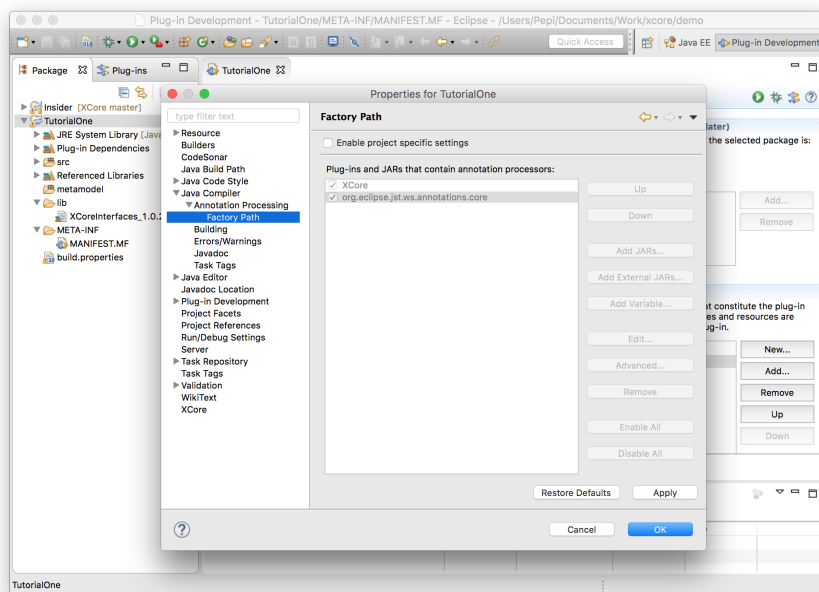 Plug-in Development - TutorialOne/META-INF/MANIFEST.MF - Eclipse - /Users/Pepi/Documents/Work/xcore/demo
Quick Access
Java EE
Plug-in Development
Package
Plug-ins
TutorialOne
Insider [XCore master]
TutorialOne
JRE System Library [Java
Plug-in Dependencies
src
Referenced Libraries
metamodel
lib
XCoreInterfaces_1.0.2
META-INF
MANIFEST.MF
build.properties
Properties for TutorialOne
type filter text
Resource
Builders
CodeSonar
Java Build Path
Java Code Style
Java Compiler
Annotation Processing
Factory Path
Building
Errors/Warnings
Javadoc
Task Tags
Java Editor
Javadoc Location
Plug-in Development
Project Facets
Project References
Run/Debug Settings
Server
Task Repository
Task Tags
Validation
WikiText
XCore
Factory Path
Enable project specific settings
Plug-ins and JARs that contain annotation processors:
XCore
org.eclipse.jst.ws.annotations.core
Up
Down
Add JARs...
Add External JARs...
Add Variable...
Edit...
Advanced...
Remove
Enable All
Disable All
Restore Defaults
Apply
Cancel
OK
later)
the selected package is:
Add...
Remove
at constitute the plug-in
es and resources are
ug-in.
New...
Add...
Remove
Up
Down
TutorialOne